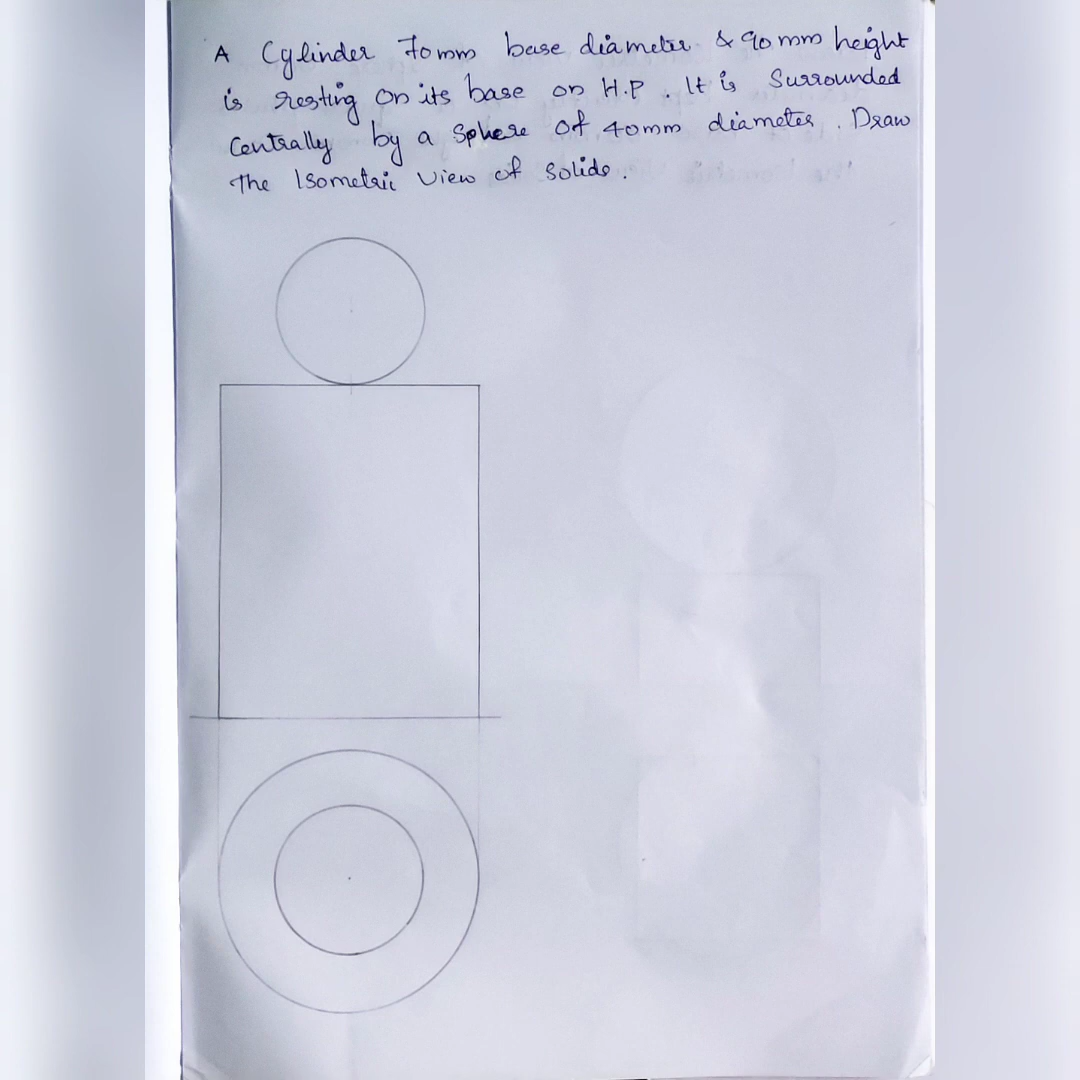 A Cylinder 70mm base diameter & 90mm height
is resting on its base on H.P. It is Surrounded
Centrally by a Sphere of 40mm diameter. Draw
The Isometric View of Solids.